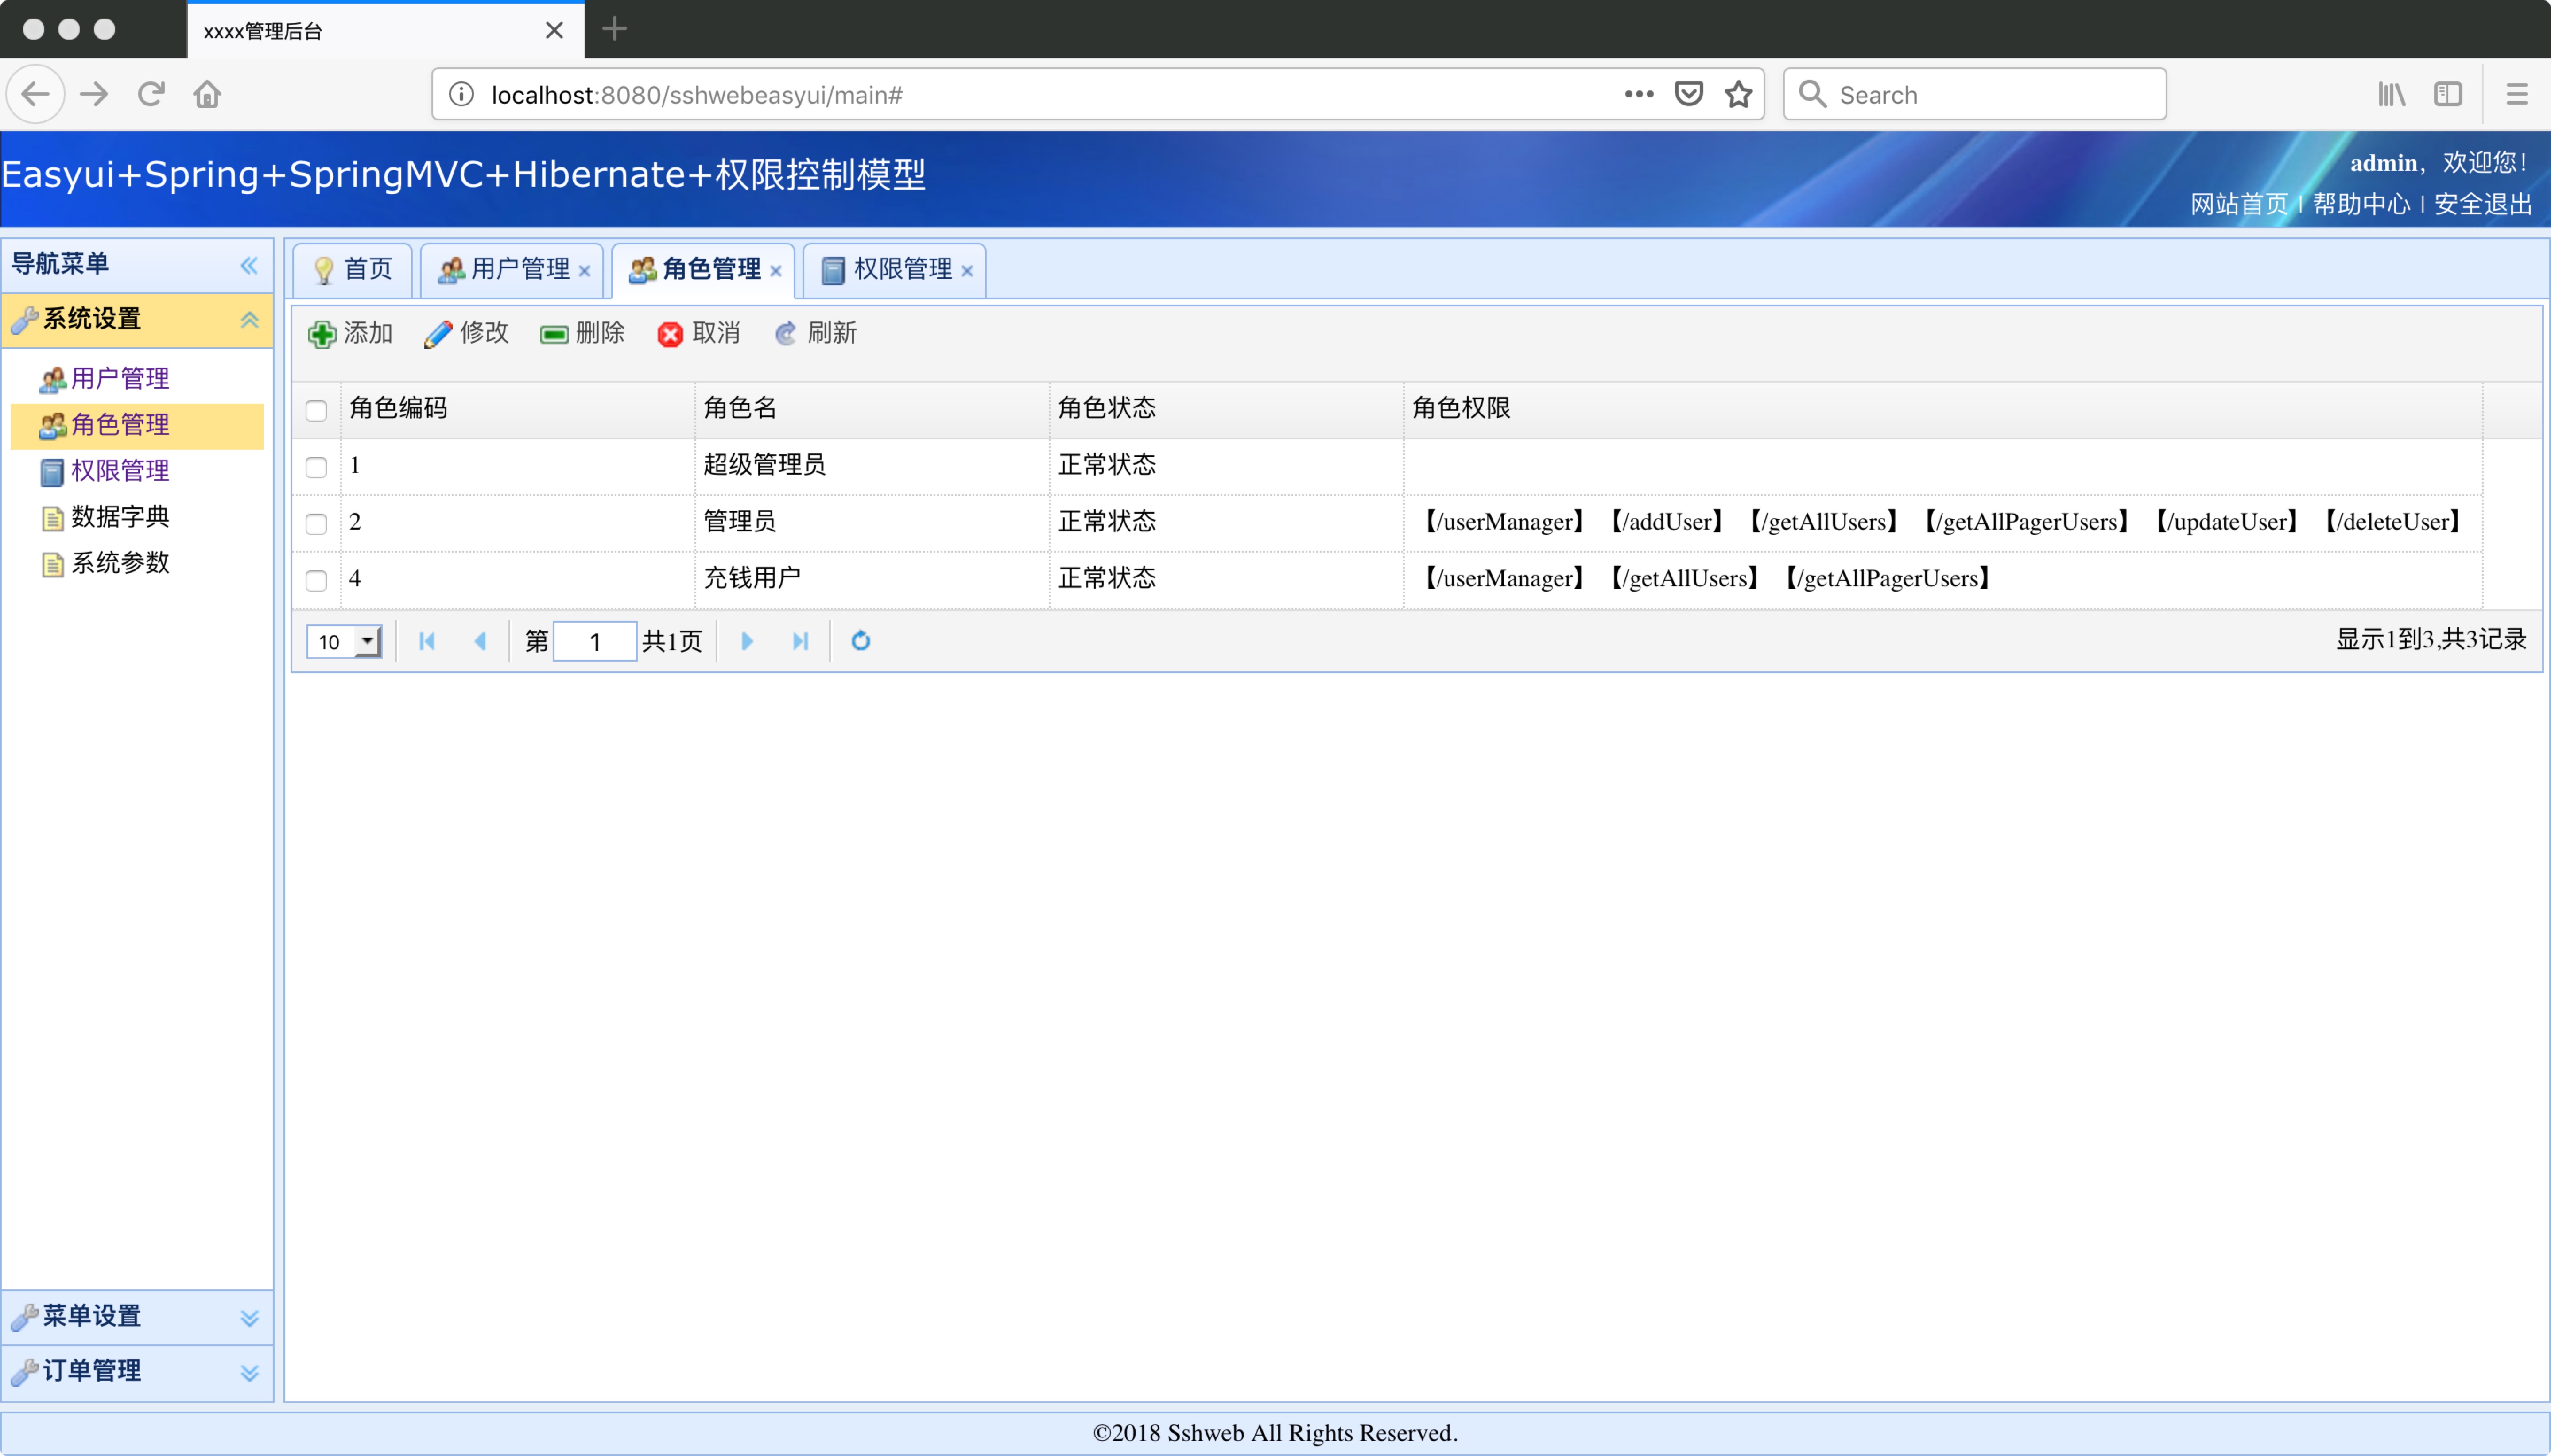 xxxx管理后台
localhost:8080/sshwebeasyui/main#
Search
Easyui+Spring+SpringMVC+Hibernate+权限控制模型
admin，欢迎您！
网站首页 | 帮助中心 | 安全退出
导航菜单
系统设置
用户管理
角色管理
权限管理
数据字典
系统参数
菜单设置
订单管理
首页 用户管理 角色管理 权限管理
添加 修改 删除 取消 刷新
角色编码 角色名 角色状态 角色权限
1 超级管理员 正常状态
2 管理员 正常状态 【/userManager】【/addUser】【/getAllUsers】【/getAllPagerUsers】【/updateUser】【/deleteUser】
4 充钱用户 正常状态 【/userManager】【/getAllUsers】【/getAllPagerUsers】
10 第 1 共1页 显示1到3,共3记录
©2018 Sshweb All Rights Reserved.